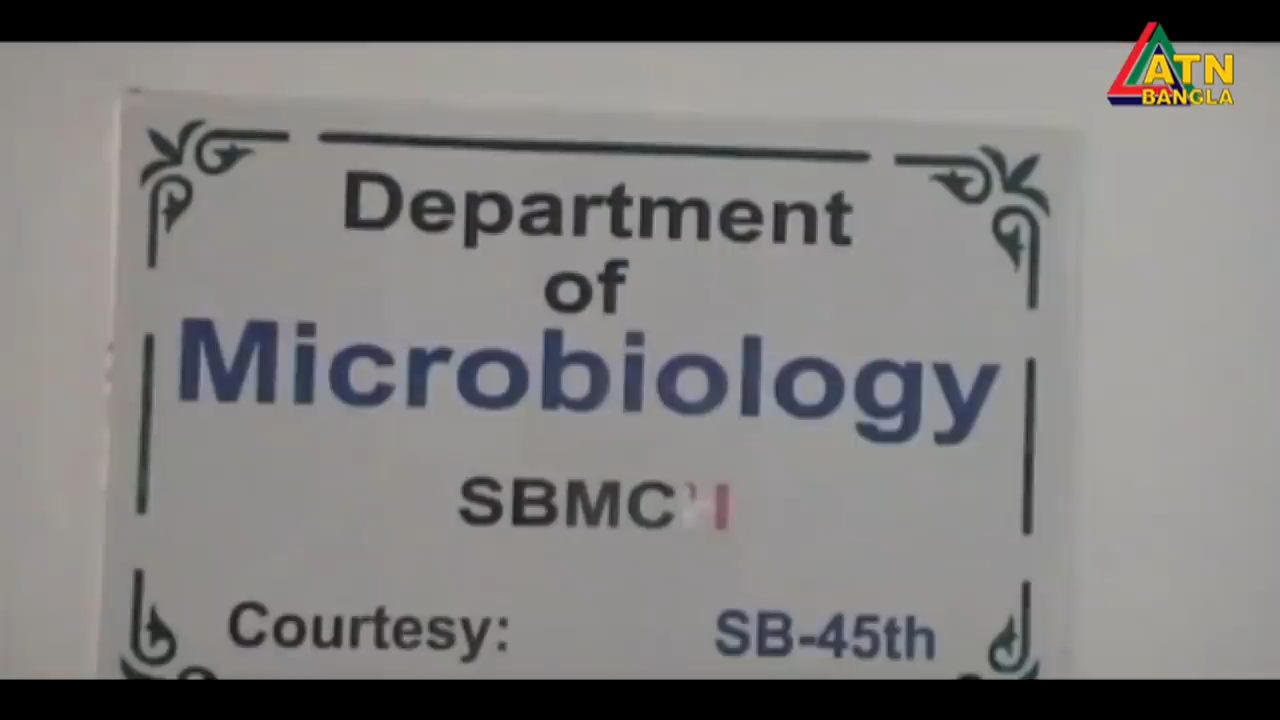 ATN
BANGLA
Department
of
Microbiology
SBMC
Courtesy: SB-45th